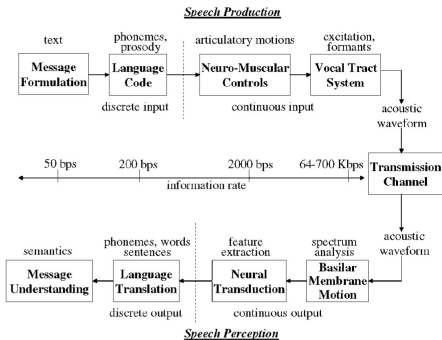 Speech Production
text
phonemes,
prosody
articulatory motions
excitation,
formants
Message
Formulation
Language
Code
Neuro-Muscular
Controls
Vocal Tract
System
discrete input
continuous input
acoustic
waveform
50 bps
200 bps
2000 bps
64-700 Kbps
information rate
Transmission
Channel
acoustic
waveform
semantics
phonemes, words
sentences
feature
extraction
spectrum
analysis
Message
Understanding
Language
Translation
Neural
Transduction
Basilar
Membrane
Motion
discrete output
continuous output
Speech Perception